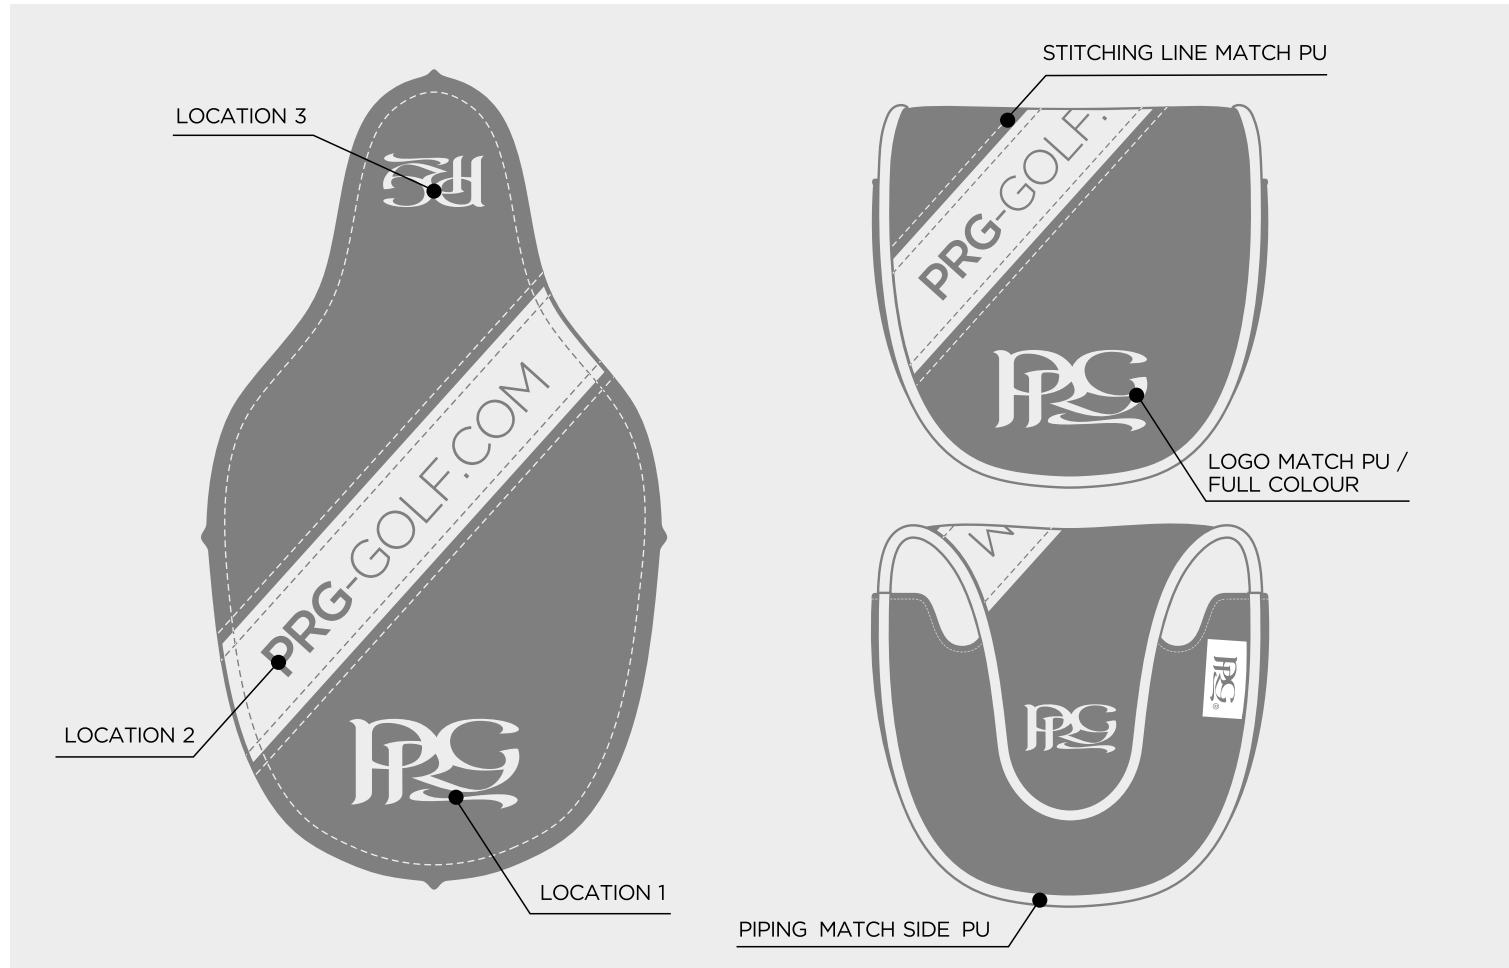 LOCATION 3
PRG
PRG-GOLF.COM
LOCATION 2
PRG
LOCATION 1
STITCHING LINE MATCH PU
PRG-GOLF.
PRG
LOGO MATCH PU /
FULL COLOUR
M
PRG
PRG®
PIPING MATCH SIDE PU